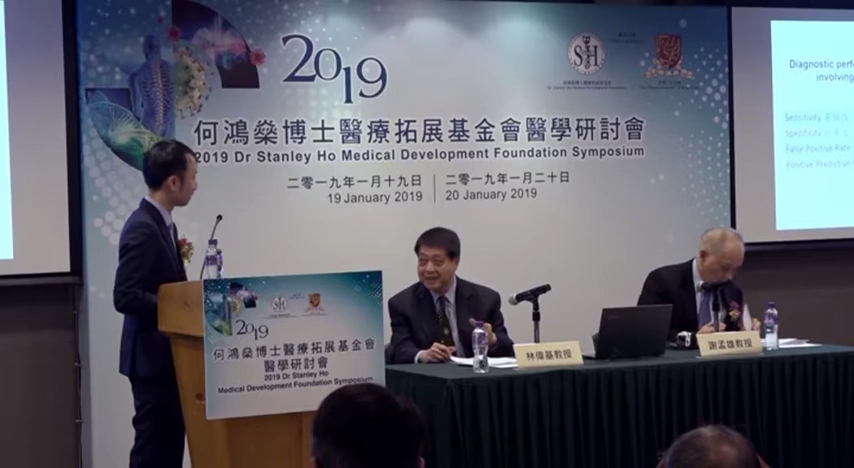 2019
何鴻燊博士醫療拓展基金會醫學研討會
2019 Dr Stanley Ho Medical Development Foundation Symposium
二零一九年一月十九日
19 January 2019
二零一九年一月二十日
20 January 2019
Diagnostic perfo
involving
Sensitivity
Specificity
False Positive Rate
Positive Predictive
2019
何鴻燊博士醫療拓展基金會
醫學研討會
2019 Dr Stanley Ho
Medical Development Foundation Symposium
林偉基教授
謝孟雄教授